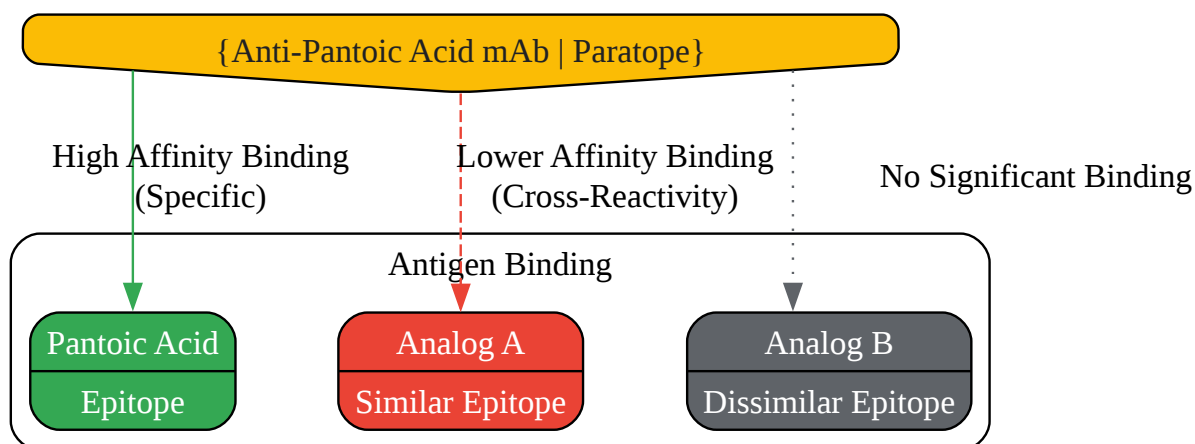 {Anti-Pantoic Acid mAb | Paratope}
High Affinity Binding
(Specific)
Lower Affinity Binding
(Cross-Reactivity)
No Significant Binding
Antigen Binding
Pantoic Acid
Epitope
Analog A
Similar Epitope
Analog B
Dissimilar Epitope